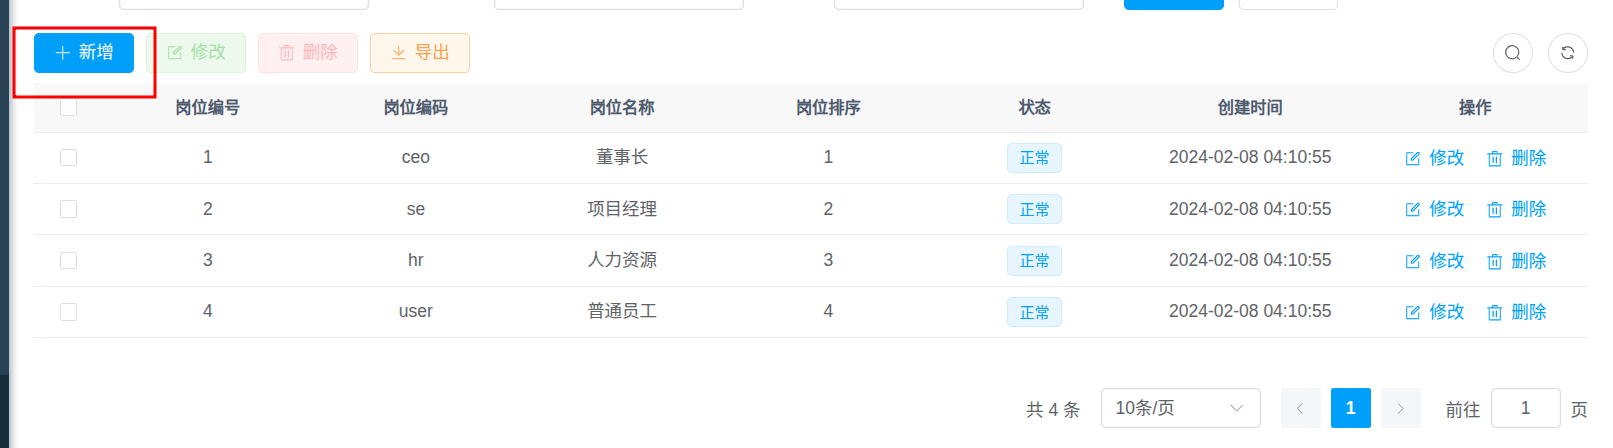 新增 修改 删除 导出
岗位编号 岗位编码 岗位名称 岗位排序 状态 创建时间 操作
1 ceo 董事长 1 正常 2024-02-08 04:10:55 修改 删除
2 se 项目经理 2 正常 2024-02-08 04:10:55 修改 删除
3 hr 人力资源 3 正常 2024-02-08 04:10:55 修改 删除
4 user 普通员工 4 正常 2024-02-08 04:10:55 修改 删除
共 4 条 10条/页 1 前往 1 页